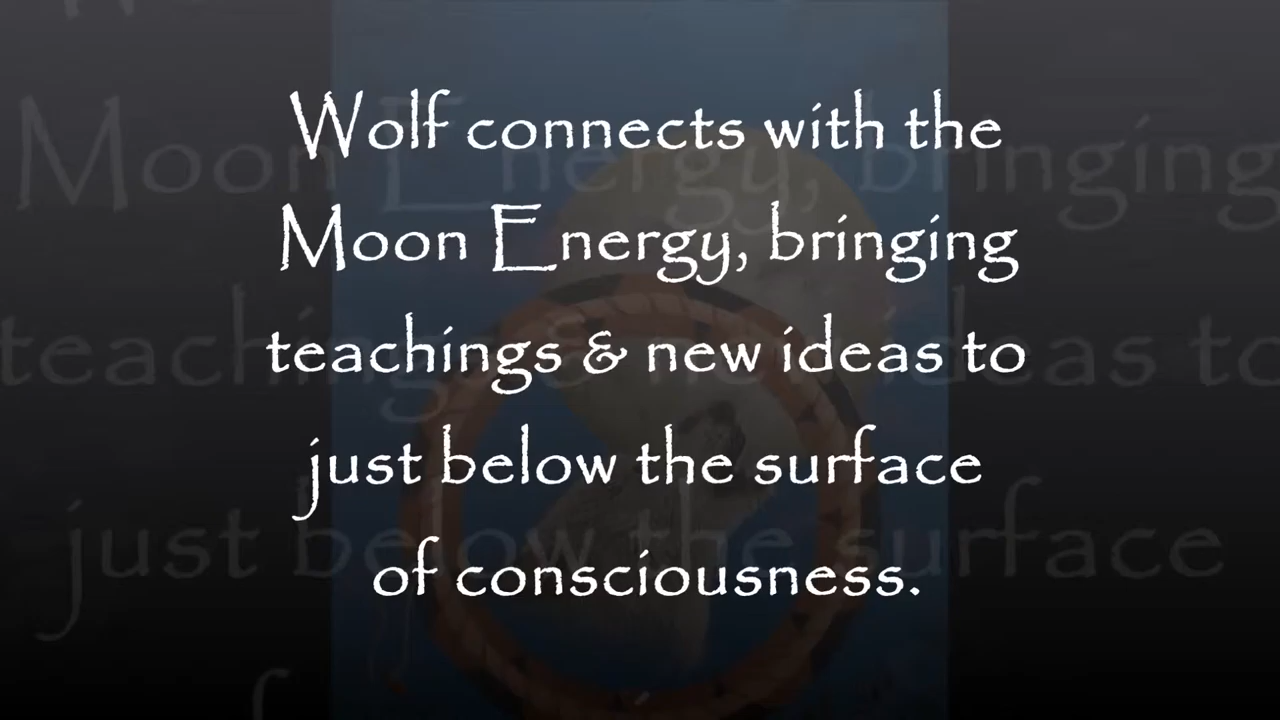 Wolf connects with the
Moon Energy, bringing
teachings & new ideas to
just below the surface
of consciousness.